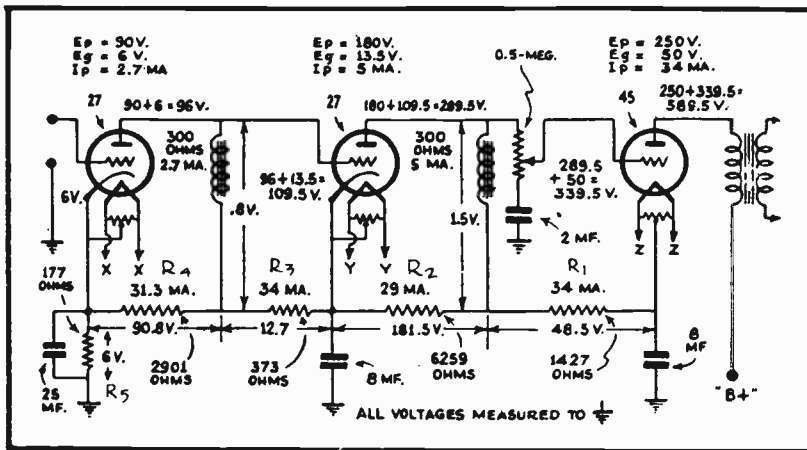 Ep = 90V.
Eg = 6 V.
Ip = 2.7 MA
Ep = 180V.
Eg = 13.5 V.
Ip = 5 MA.
0.5-MEG.
Ep = 250V.
Eg = 50 V.
Ip = 34 MA.
27
90+6 = 96 V.
27
180+109.5=289.5V.
45
250+339.5=
589.5 V.
300
OHMS
2.7 MA.
300
OHMS
5 MA.
96+13.5=
109.5 V.
289.5
+ 50 =
339.5V.
6V.
.8V.
1.5V.
2 MF.
X X
Y Y
Z Z
R4
R3
R2
R1
177
OHMS
31.3 MA.
34 MA.
29 MA.
34 MA.
90.8V.
12.7
181.5V.
48.5V.
6V.
2901
OHMS
373
OHMS
8 MF.
6259
OHMS
1427
OHMS
8
MF
25
MF.
R5
"B+"
ALL VOLTAGES MEASURED TO